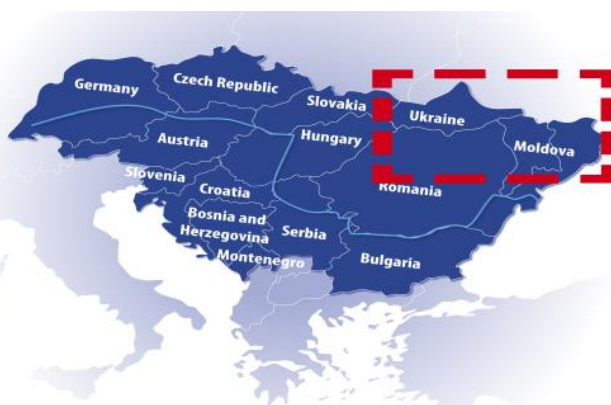 Germany
Czech Republic
Slovakia
Ukraine
Austria
Hungary
Moldova
Slovenia
Croatia
Romania
Bosnia and
Herzegovina
Serbia
Montenegro
Bulgaria